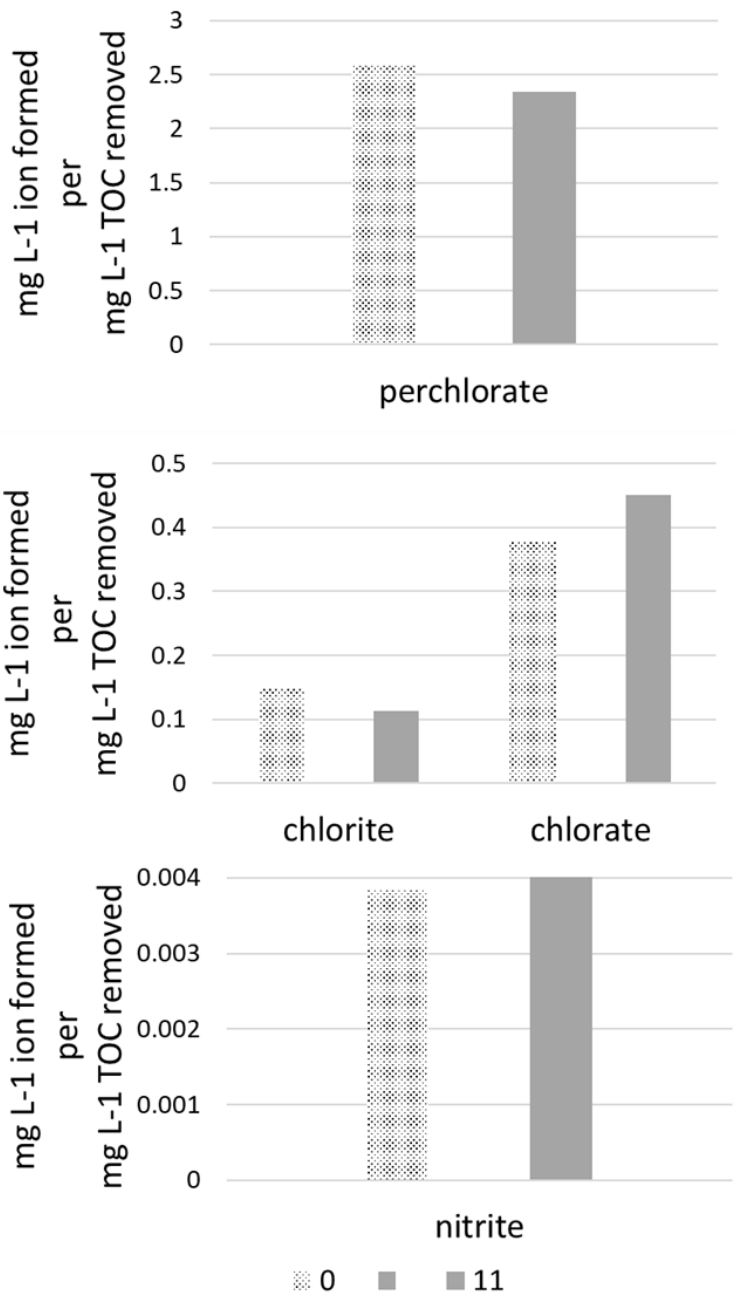 mg L-1 ion formed
per
mg L-1 TOC removed
3
2.5
2
1.5
1
0.5
0
perchlorate
mg L-1 ion formed
per
mg L-1 TOC removed
0.5
0.4
0.3
0.2
0.1
0
chlorite chlorate
mg L-1 ion formed
per
mg L-1 TOC removed
0.004
0.003
0.002
0.001
0
nitrite
0 11